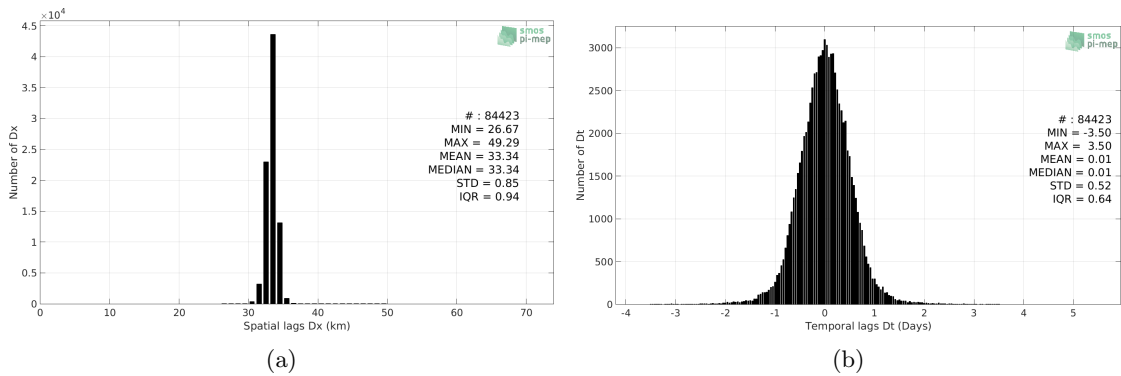 ×10⁴
4.5
4
3.5
3
2.5
2
1.5
1
0.5
0
Number of Dx
smos
pi-mep
# : 84423
MIN = 26.67
MAX = 49.29
MEAN = 33.34
MEDIAN = 33.34
STD = 0.85
IQR = 0.94
0 10 20 30 40 50 60 70
Spatial lags Dx (km)
(a)
3000
2500
2000
1500
1000
500
0
Number of Dt
smos
pi-mep
# : 84423
MIN = -3.50
MAX = 3.50
MEAN = 0.01
MEDIAN = 0.01
STD = 0.52
IQR = 0.64
-4 -3 -2 -1 0 1 2 3 4 5
Temporal lags Dt (Days)
(b)